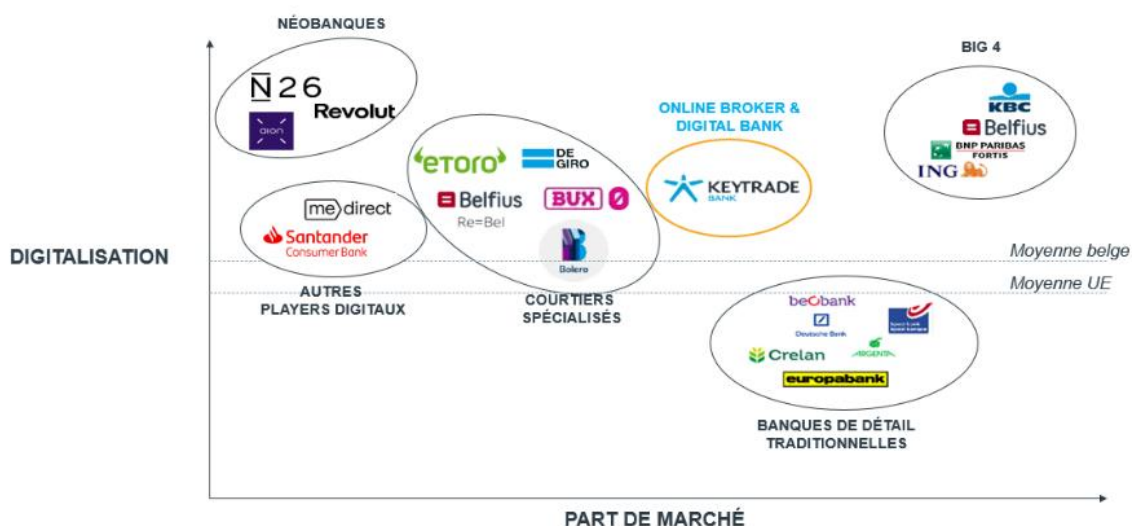 NÉOBANQUES
N26
Revolut
aion
BIG 4
KBC
Belfius
BNP PARIBAS
FORTIS
ING
ONLINE BROKER &
DIGITAL BANK
KEYTRADE
BANK
eToro
DE
GIRO
Belfius
Re=Bel
BUX 0
Bolero
me direct
Santander
Consumer Bank
DIGITALISATION
Moyenne belge
Moyenne UE
AUTRES
PLAYERS DIGITAUX
COURTIERS
SPÉCIALISÉS
beobank
Deutsche Bank
Crelan
ARGENTA
europabank
BANQUES DE DÉTAIL
TRADITIONNELLES
PART DE MARCHÉ